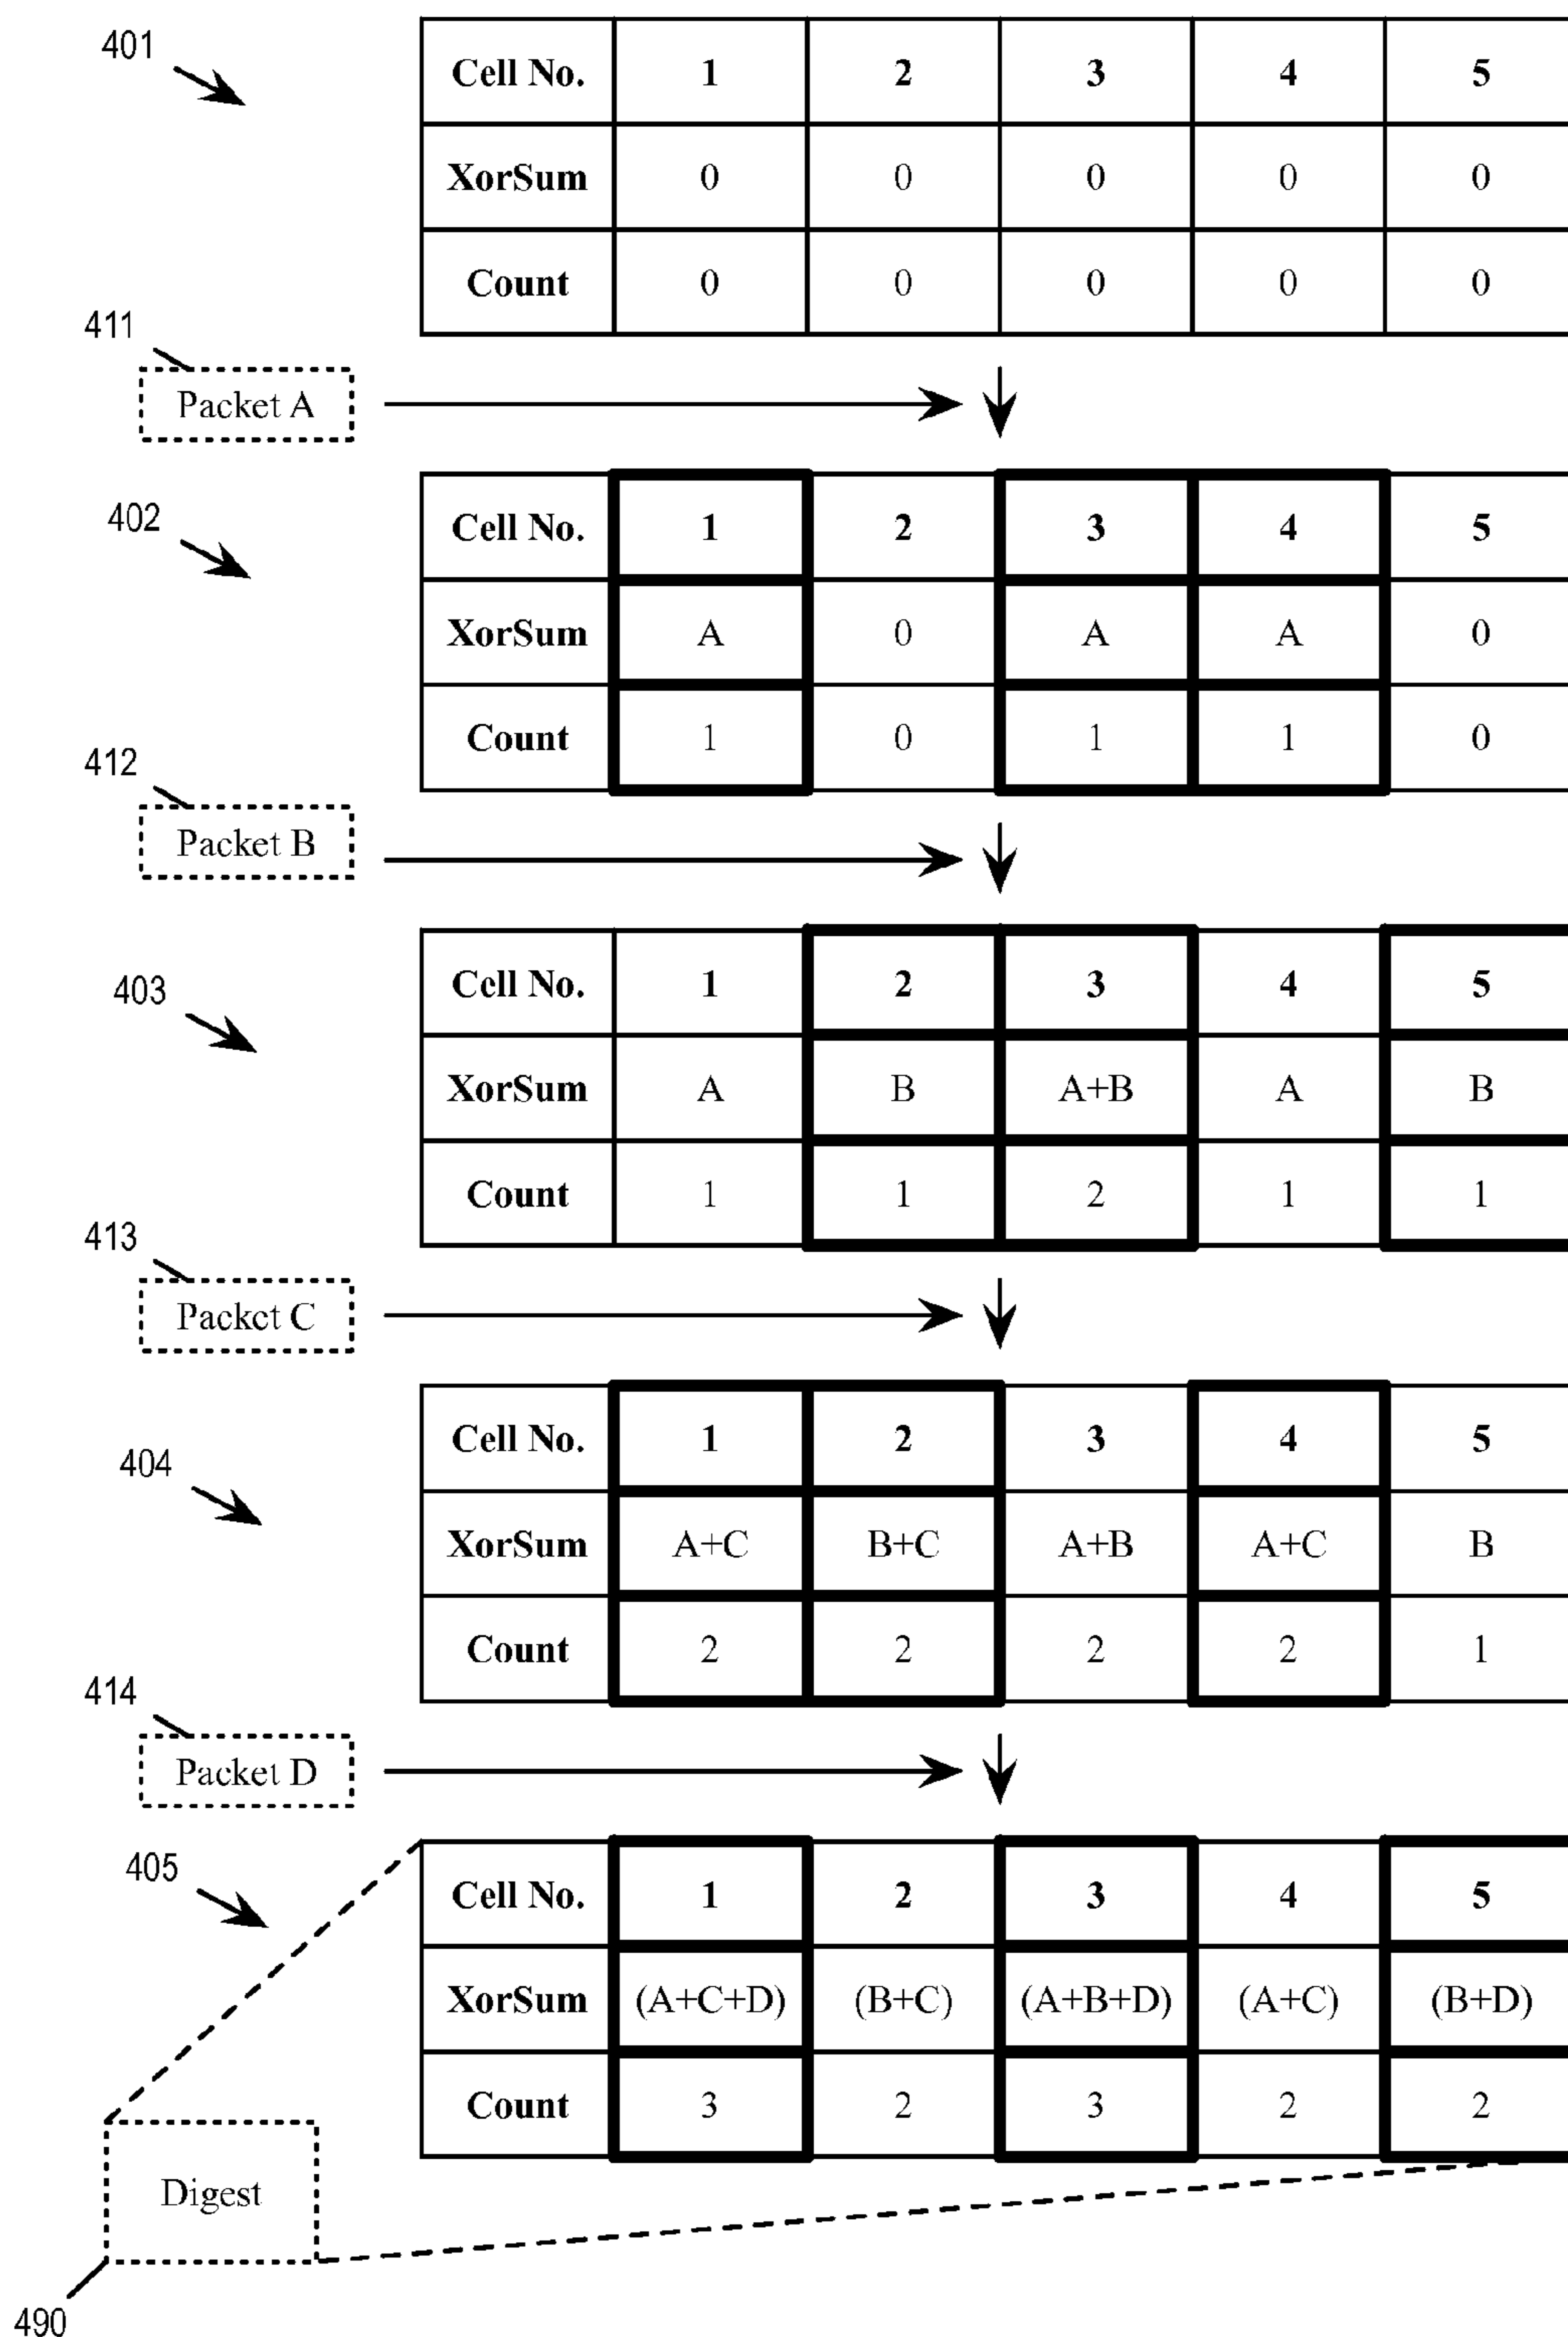 401
Cell No. 1 2 3 4 5
XorSum 0 0 0 0 0
Count 0 0 0 0 0
411
Packet A
402
Cell No. 1 2 3 4 5
XorSum A 0 A A 0
Count 1 0 1 1 0
412
Packet B
403
Cell No. 1 2 3 4 5
XorSum A B A+B A B
Count 1 1 2 1 1
413
Packet C
404
Cell No. 1 2 3 4 5
XorSum A+C B+C A+B A+C B
Count 2 2 2 2 1
414
Packet D
405
Cell No. 1 2 3 4 5
XorSum (A+C+D) (B+C) (A+B+D) (A+C) (B+D)
Count 3 2 3 2 2
Digest
490